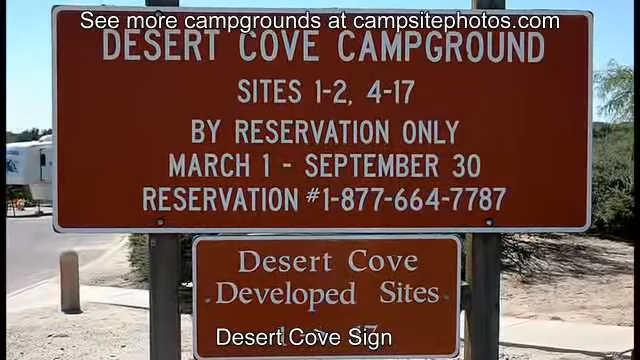 See more campgrounds at campsitephotos.com
DESERT COVE CAMPGROUND
SITES 1-2, 4-17
BY RESERVATION ONLY
MARCH 1 - SEPTEMBER 30
RESERVATION #1-877-664-7787
Desert Cove
Developed Sites
Desert Cove Sign